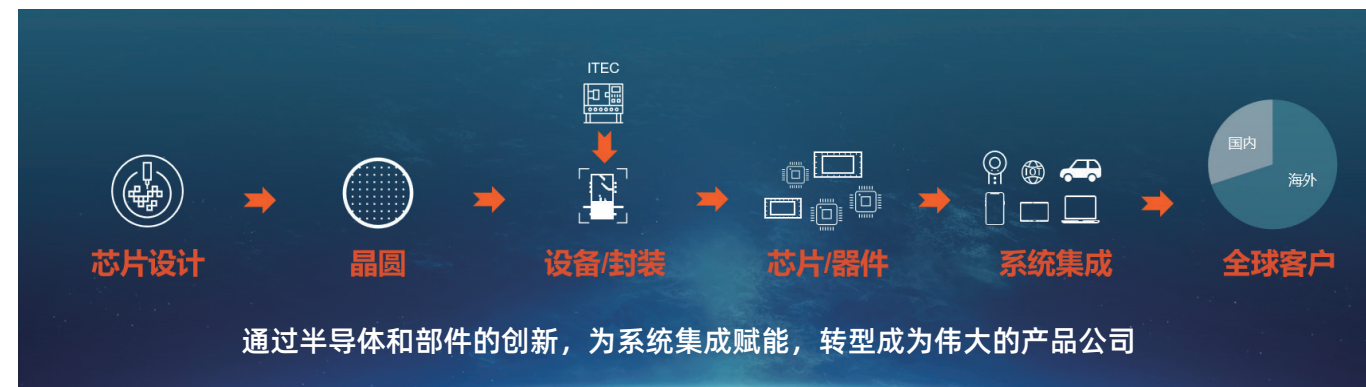 ITEC
国内
海外
IOT
芯片设计
晶圆
设备/封装
芯片/器件
系统集成
全球客户
通过半导体和部件的创新，为系统集成赋能，转型成为伟大的产品公司